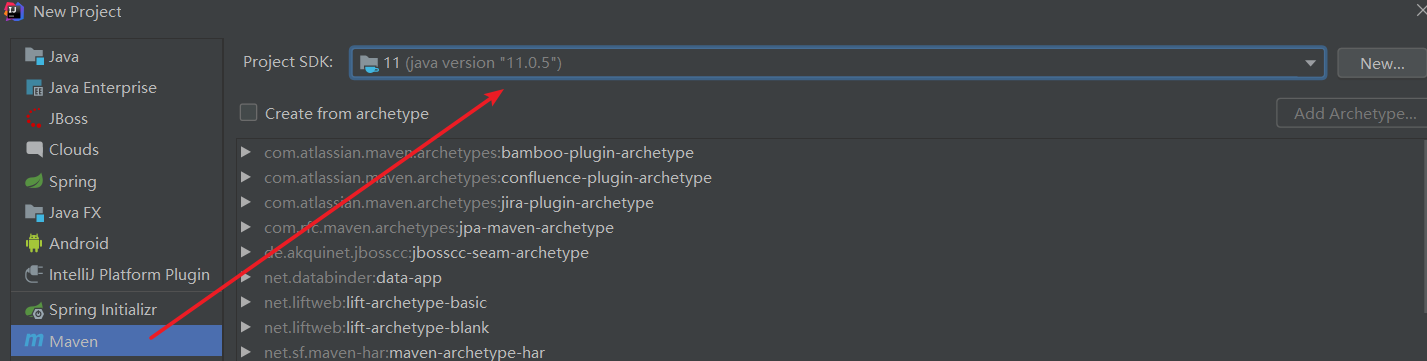 New Project
Java
Java Enterprise
JBoss
Clouds
Spring
Java FX
Android
IntelliJ Platform Plugin
Spring Initializr
Maven
Project SDK: 11 (java version "11.0.5") New...
Create from archetype Add Archetype...
com.atlassian.maven.archetypes:bamboo-plugin-archetype
com.atlassian.maven.archetypes:confluence-plugin-archetype
com.atlassian.maven.archetypes:jira-plugin-archetype
com.rfc.maven.archetypes:jpa-maven-archetype
de.akquinet.jbosscc:jbosscc-seam-archetype
net.databinder:data-app
net.liftweb:lift-archetype-basic
net.liftweb:lift-archetype-blank
net.sf.maven-har:maven-archetype-har